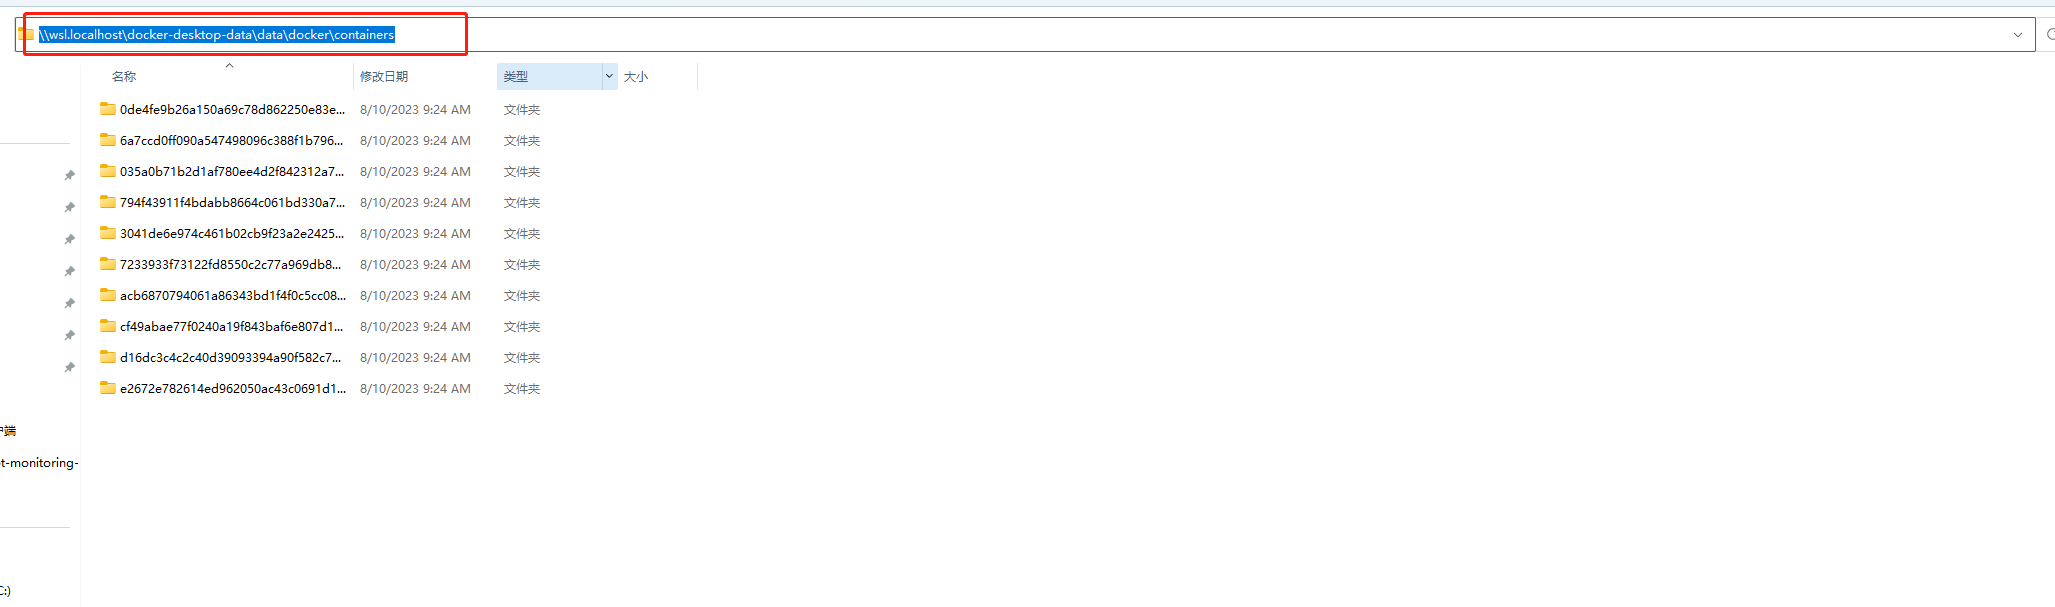 \\wsl.localhost\docker-desktop-data\data\docker\containers
名称 修改日期 类型 大小
0de4fe9b26a150a69c78d862250e83e... 8/10/2023 9:24 AM 文件夹
6a7ccd0ff090a547498096c388f1b796... 8/10/2023 9:24 AM 文件夹
035a0b71b2d1af780ee4d2f842312a7... 8/10/2023 9:24 AM 文件夹
794f43911f4bdabb8664c061bd330a7... 8/10/2023 9:24 AM 文件夹
3041de6e974c461b02cb9f23a2e2425... 8/10/2023 9:24 AM 文件夹
7233933f73122fd8550c2c77a969db8... 8/10/2023 9:24 AM 文件夹
acb6870794061a86343bd1f4f0c5cc08... 8/10/2023 9:24 AM 文件夹
cf49abae77f0240a19f843baf6e807d1... 8/10/2023 9:24 AM 文件夹
d16dc3c4c2c40d39093394a90f582c7... 8/10/2023 9:24 AM 文件夹
e2672e782614ed962050ac43c0691d1... 8/10/2023 9:24 AM 文件夹
端
t-monitoring-
C:)